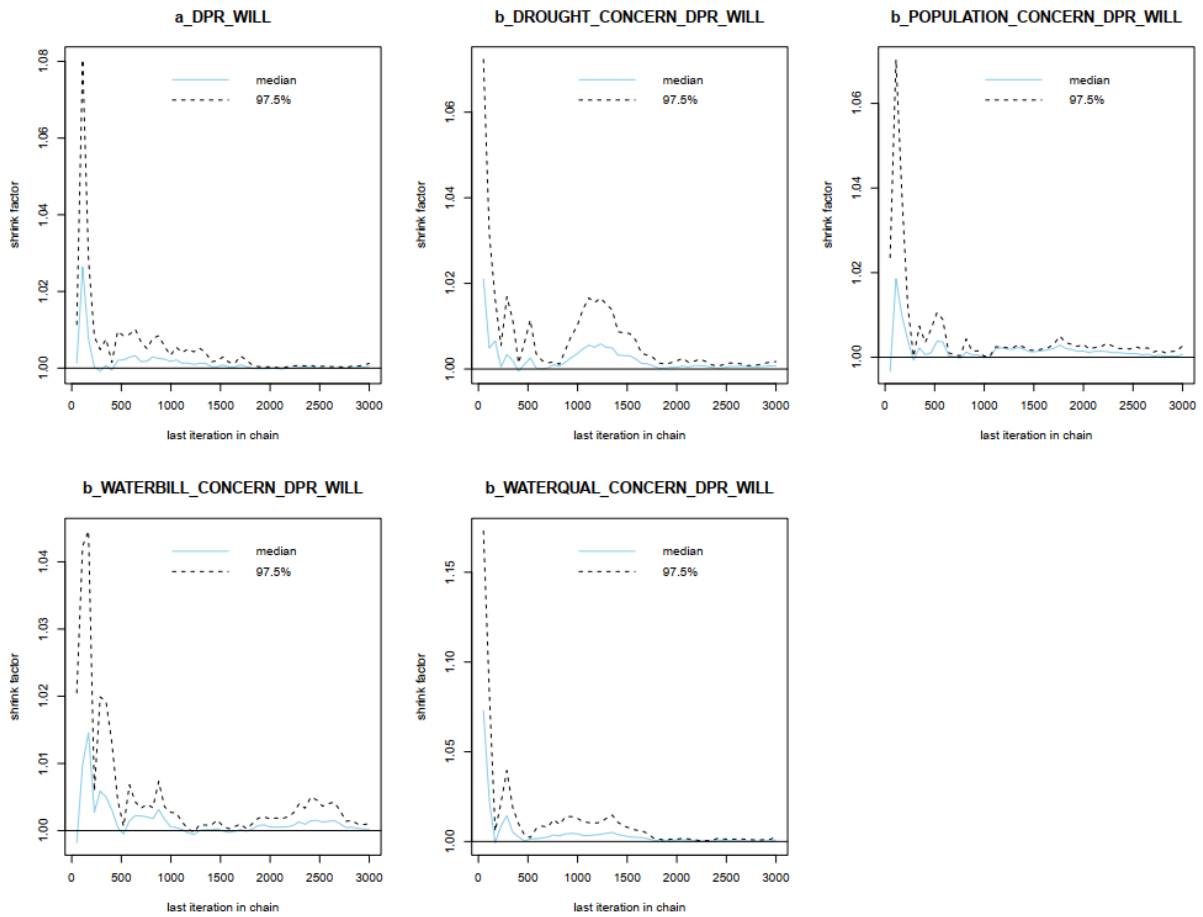 a_DPR_WILL
shrink factor
1.00 1.02 1.04 1.06 1.08
median
97.5%
0 500 1000 1500 2000 2500 3000
last iteration in chain
b_DROUGHT_CONCERN_DPR_WILL
shrink factor
1.00 1.02 1.04 1.06
median
97.5%
0 500 1000 1500 2000 2500 3000
last iteration in chain
b_POPULATION_CONCERN_DPR_WILL
shrink factor
1.00 1.02 1.04 1.06
median
97.5%
0 500 1000 1500 2000 2500 3000
last iteration in chain
b_WATERBILL_CONCERN_DPR_WILL
shrink factor
1.00 1.01 1.02 1.03 1.04
median
97.5%
0 500 1000 1500 2000 2500 3000
last iteration in chain
b_WATERQUAL_CONCERN_DPR_WILL
shrink factor
1.00 1.05 1.10 1.15
median
97.5%
0 500 1000 1500 2000 2500 3000
last iteration in chain